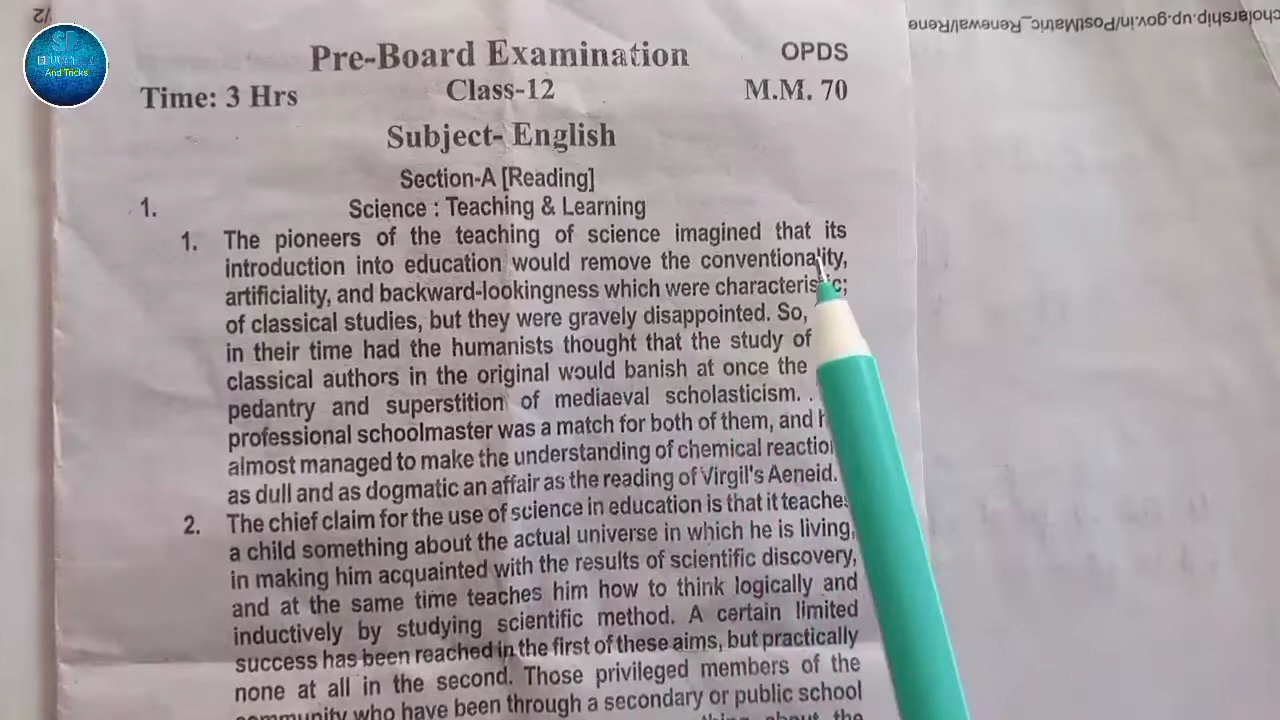 2/
cholarship.up.gov.in/PostMatric_Renewal/Rene
SD
Education
And Tricks
Pre-Board Examination OPDS
Time: 3 Hrs Class-12 M.M. 70
Subject- English
Section-A [Reading]
1. Science : Teaching & Learning
1. The pioneers of the teaching of science imagined that its
introduction into education would remove the conventionality,
artificiality, and backward-lookingness which were characteristic;
of classical studies, but they were gravely disappointed. So,
in their time had the humanists thought that the study of
classical authors in the original would banish at once the
pedantry and superstition of mediaeval scholasticism. .
professional schoolmaster was a match for both of them, and h
almost managed to make the understanding of chemical reactio
as dull and as dogmatic an affair as the reading of Virgil's Aeneid.
2. The chief claim for the use of science in education is that it teaches
a child something about the actual universe in which he is living,
in making him acquainted with the results of scientific discovery,
and at the same time teaches him how to think logically and
inductively by studying scientific method. A certain limited
success has been reached in the first of these aims, but practically
none at all in the second. Those privileged members of the
community who have been through a secondary or public school
thing about the